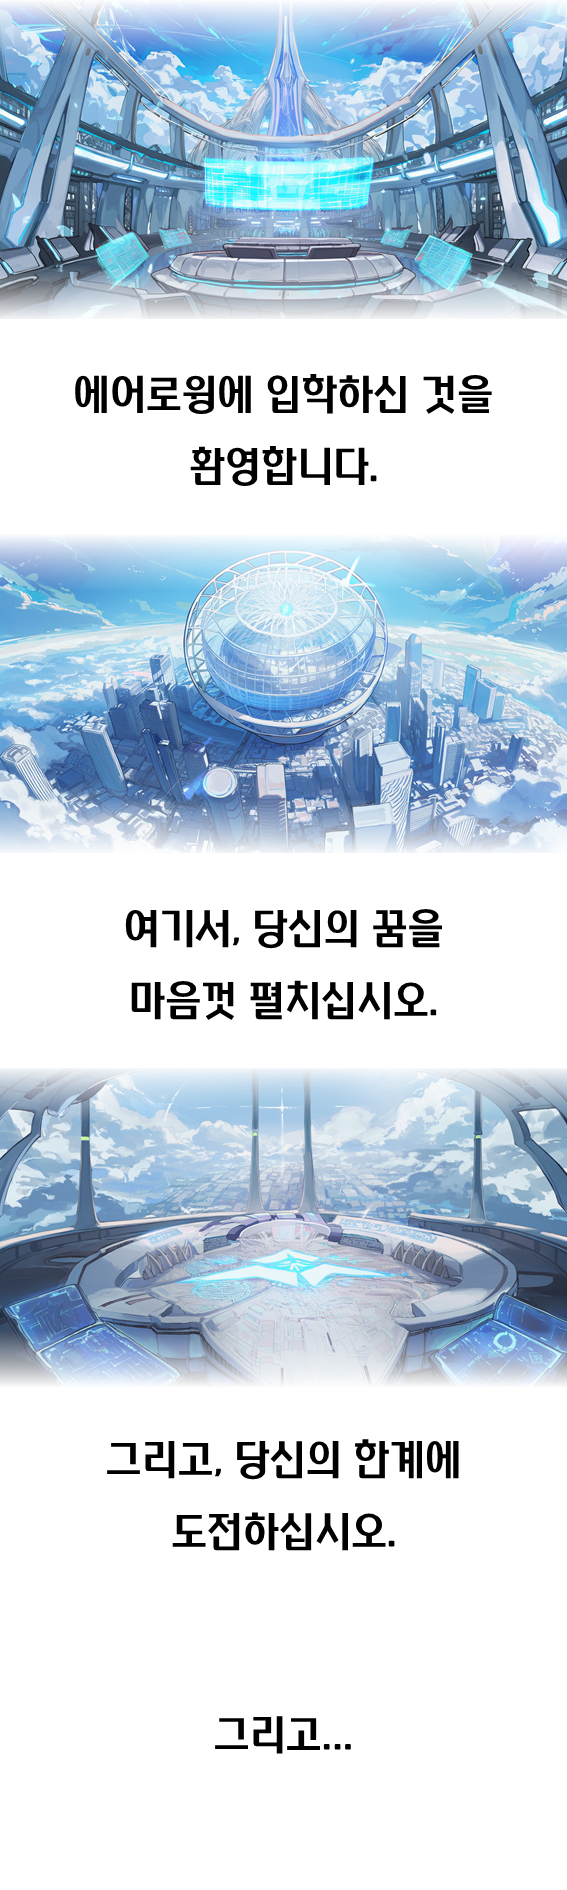 에어로윙에 입학하신 것을
환영합니다.
여기서, 당신의 꿈을
마음껏 펼치십시오.
그리고, 당신의 한계에
도전하십시오.
그리고...